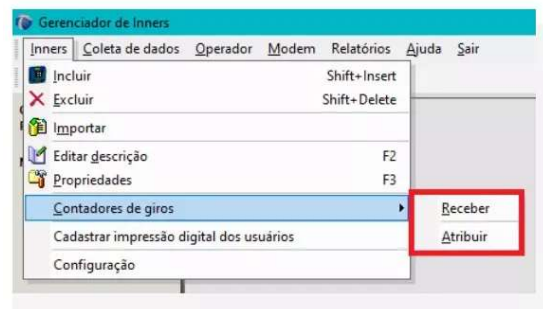 Gerenciador de Inners
Inners Coleta de dados Operador Modem Relatórios Ajuda Sair
Incluir Shift+Insert
Excluir Shift+Delete
Importar
Editar descrição F2
Propriedades F3
Contadores de giros Receber
Cadastrar impressão digital dos usuários Atribuir
Configuração